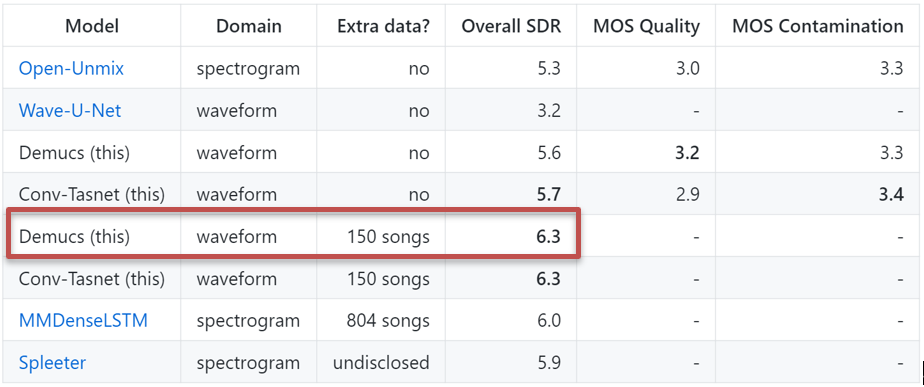 Model Domain Extra data? Overall SDR MOS Quality MOS Contamination
Open-Unmix spectrogram no 5.3 3.0 3.3
Wave-U-Net waveform no 3.2 - -
Demucs (this) waveform no 5.6 3.2 3.3
Conv-Tasnet (this) waveform no 5.7 2.9 3.4
Demucs (this) waveform 150 songs 6.3 - -
Conv-Tasnet (this) waveform 150 songs 6.3 - -
MMDenseLSTM spectrogram 804 songs 6.0 - -
Spleeter spectrogram undisclosed 5.9 - -